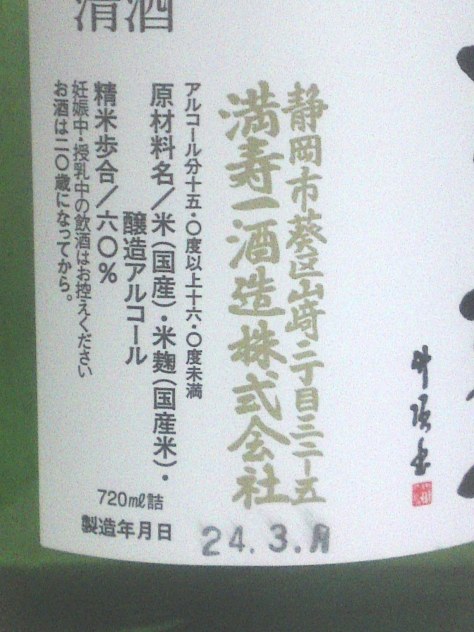 静岡市葵区山﨑二丁目三二ー五
満寿一酒造株式会社
アルコール分十五・〇度以上十六・〇度未満
原材料名／米（国産）・米麹（国産米）・
醸造アルコール
精米歩合／六〇％
妊娠中・授乳中の飲酒はお控えください
お酒は二〇歳になってから。
清酒
720㎖詰
製造年月日 24.3.月